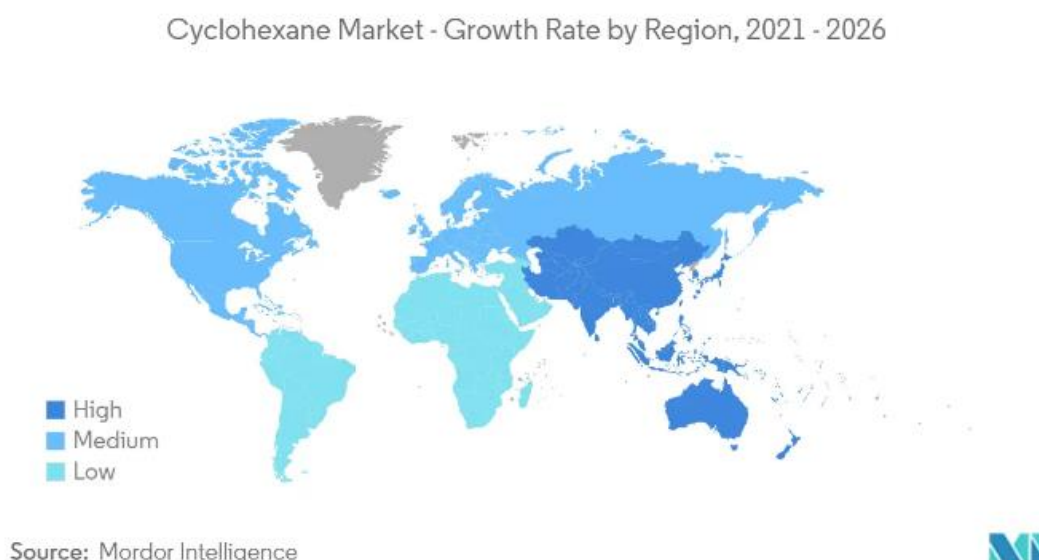 Cyclohexane Market - Growth Rate by Region, 2021 - 2026
High
Medium
Low
Source: Mordor Intelligence